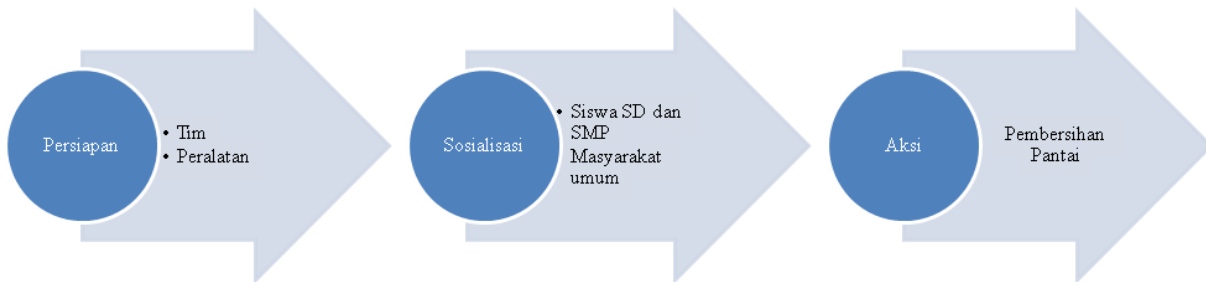 Persiapan
• Tim
• Peralatan
Sosialisasi
• Siswa SD dan
SMP
Masyarakat
umum
Aksi
Pembersihan
Pantai